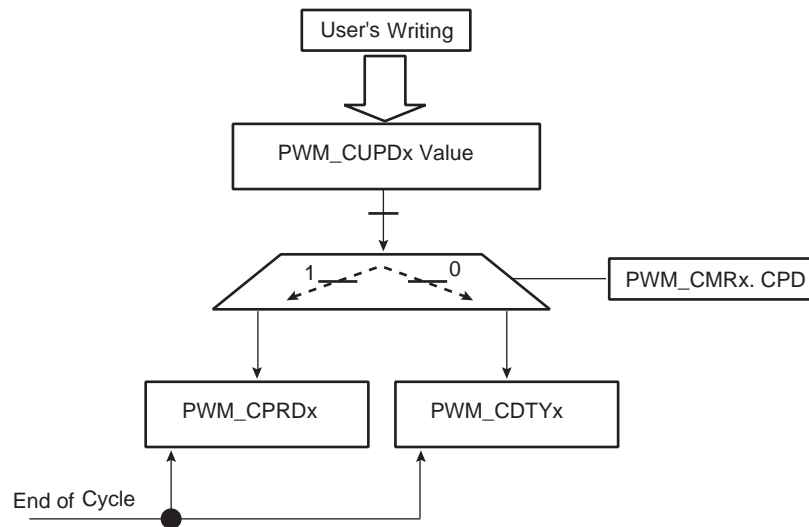 User's Writing
PWM_CUPDx Value
1
0
PWM_CMRx. CPD
PWM_CPRDx
PWM_CDTYx
End of Cycle